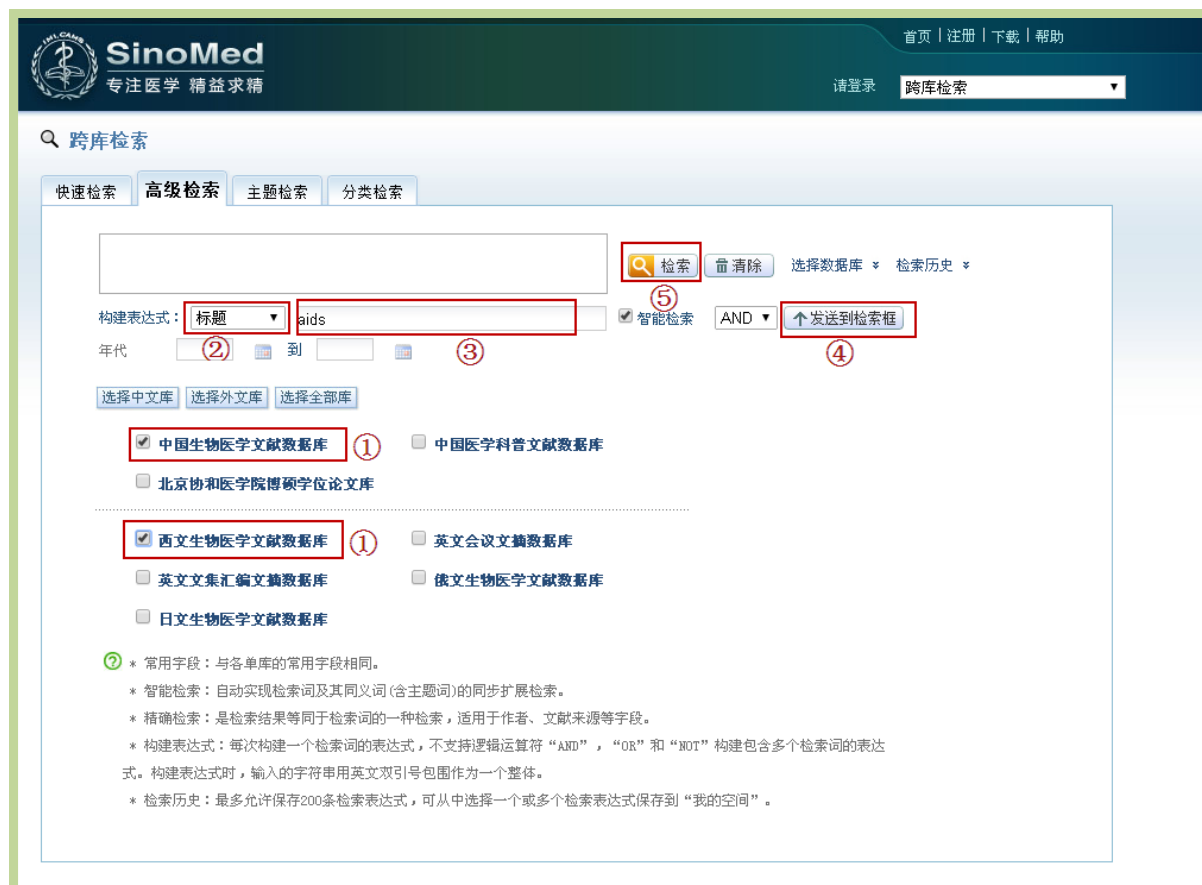 首页 | 注册 | 下载 | 帮助
SinoMed
专注医学 精益求精
请登录 跨库检索
跨库检索
快速检索 高级检索 主题检索 分类检索
检索 清除 选择数据库 检索历史
⑤
构建表达式： 标题 aids 智能检索 AND 发送到检索框
年代 ② 到 ③ ④
选择中文库 选择外文库 选择全部库
中国生物医学文献数据库 ① 中国医学科普文献数据库
北京协和医学院博硕学位论文库
西文生物医学文献数据库 ① 英文会议文摘数据库
英文文集汇编文摘数据库 俄文生物医学文献数据库
日文生物医学文献数据库
? * 常用字段：与各单库的常用字段相同。
* 智能检索：自动实现检索词及其同义词(含主题词)的同步扩展检索。
* 精确检索：是检索结果等同于检索词的一种检索，适用于作者、文献来源等字段。
* 构建表达式：每次构建一个检索词的表达式，不支持逻辑运算符“AND”，“OR”和“NOT”构建包含多个检索词的表达
式。构建表达式时，输入的字符串用英文双引号包围作为一个整体。
* 检索历史：最多允许保存200条检索表达式，可从中选择一个或多个检索表达式保存到“我的空间”。